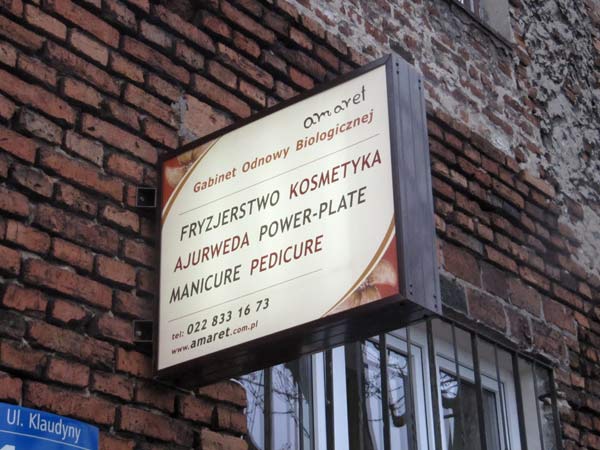 amaret
Gabinet Odnowy Biologicznej
FRYZJERSTWO KOSMETYKA
AJURWEDA POWER-PLATE
MANICURE PEDICURE
tel: 022 833 16 73
www.amaret.com.pl
Ul. Klaudyny